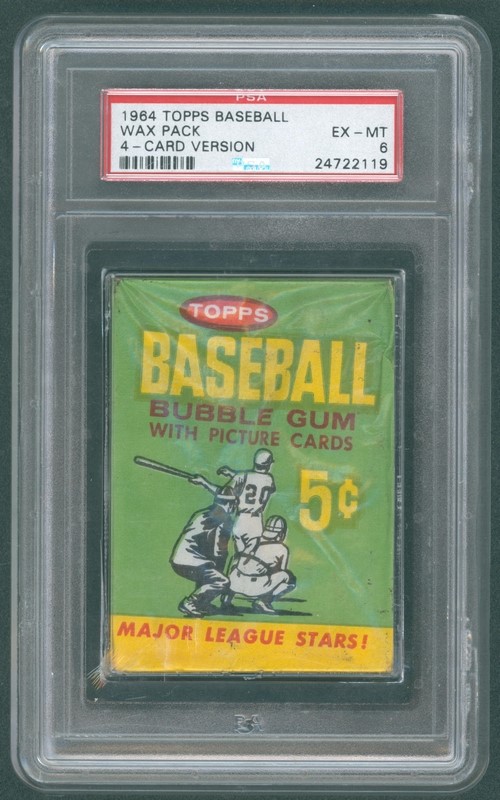 PSA
1964 TOPPS BASEBALL
WAX PACK EX - MT
4 - CARD VERSION 6
24722119
TOPPS
BASEBALL
BUBBLE GUM
WITH PICTURE CARDS
5¢
20
MAJOR LEAGUE STARS!
PSA